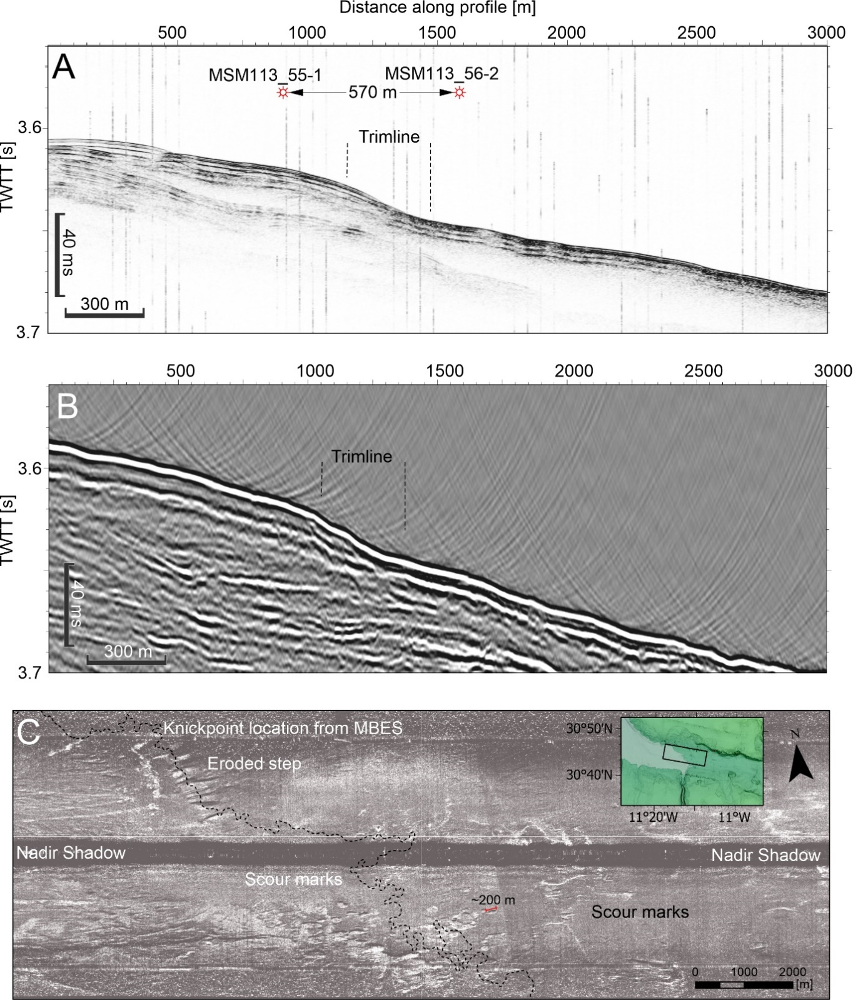 Distance along profile [m]
500 1000 1500 2000 2500 3000
A
MSM113_55-1 MSM113_56-2
570 m
3.6
Trimline
TWTT [s]
40 ms
300 m
3.7
500 1000 1500 2000 2500 3000
B
3.6
Trimline
TWTT [s]
40 ms
300 m
3.7
C
Knickpoint location from MBES
30°50'N
N
Eroded step
30°40'N
11°20'W 11°W
Nadir Shadow Nadir Shadow
Scour marks
~200 m
Scour marks
0 1000 2000
[m]